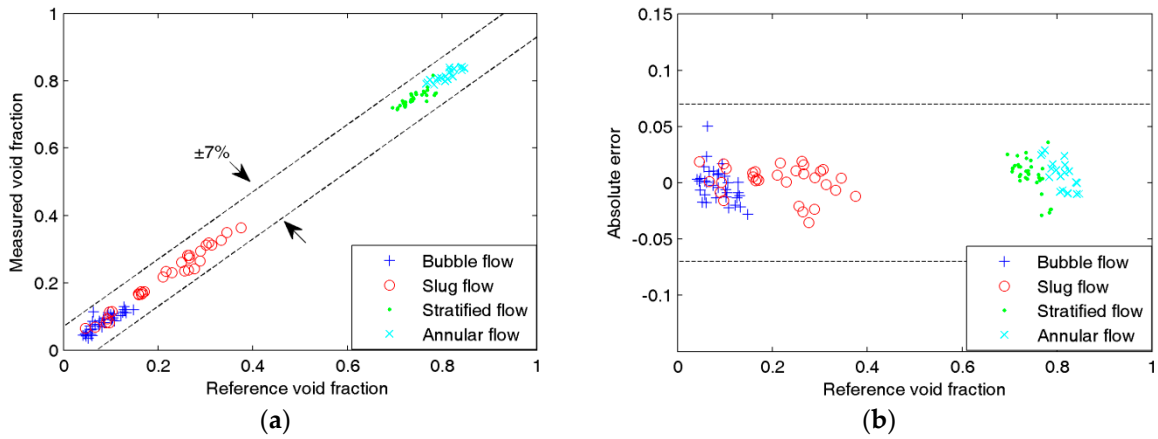 1
0.8
0.6
0.4
0.2
0
0 0.2 0.4 0.6 0.8 1
Measured void fraction
Reference void fraction
±7%
Bubble flow
Slug flow
Stratified flow
Annular flow
(a)
0.15
0.1
0.05
0
-0.05
-0.1
0 0.2 0.4 0.6 0.8 1
Absolute error
Reference void fraction
Bubble flow
Slug flow
Stratified flow
Annular flow
(b)